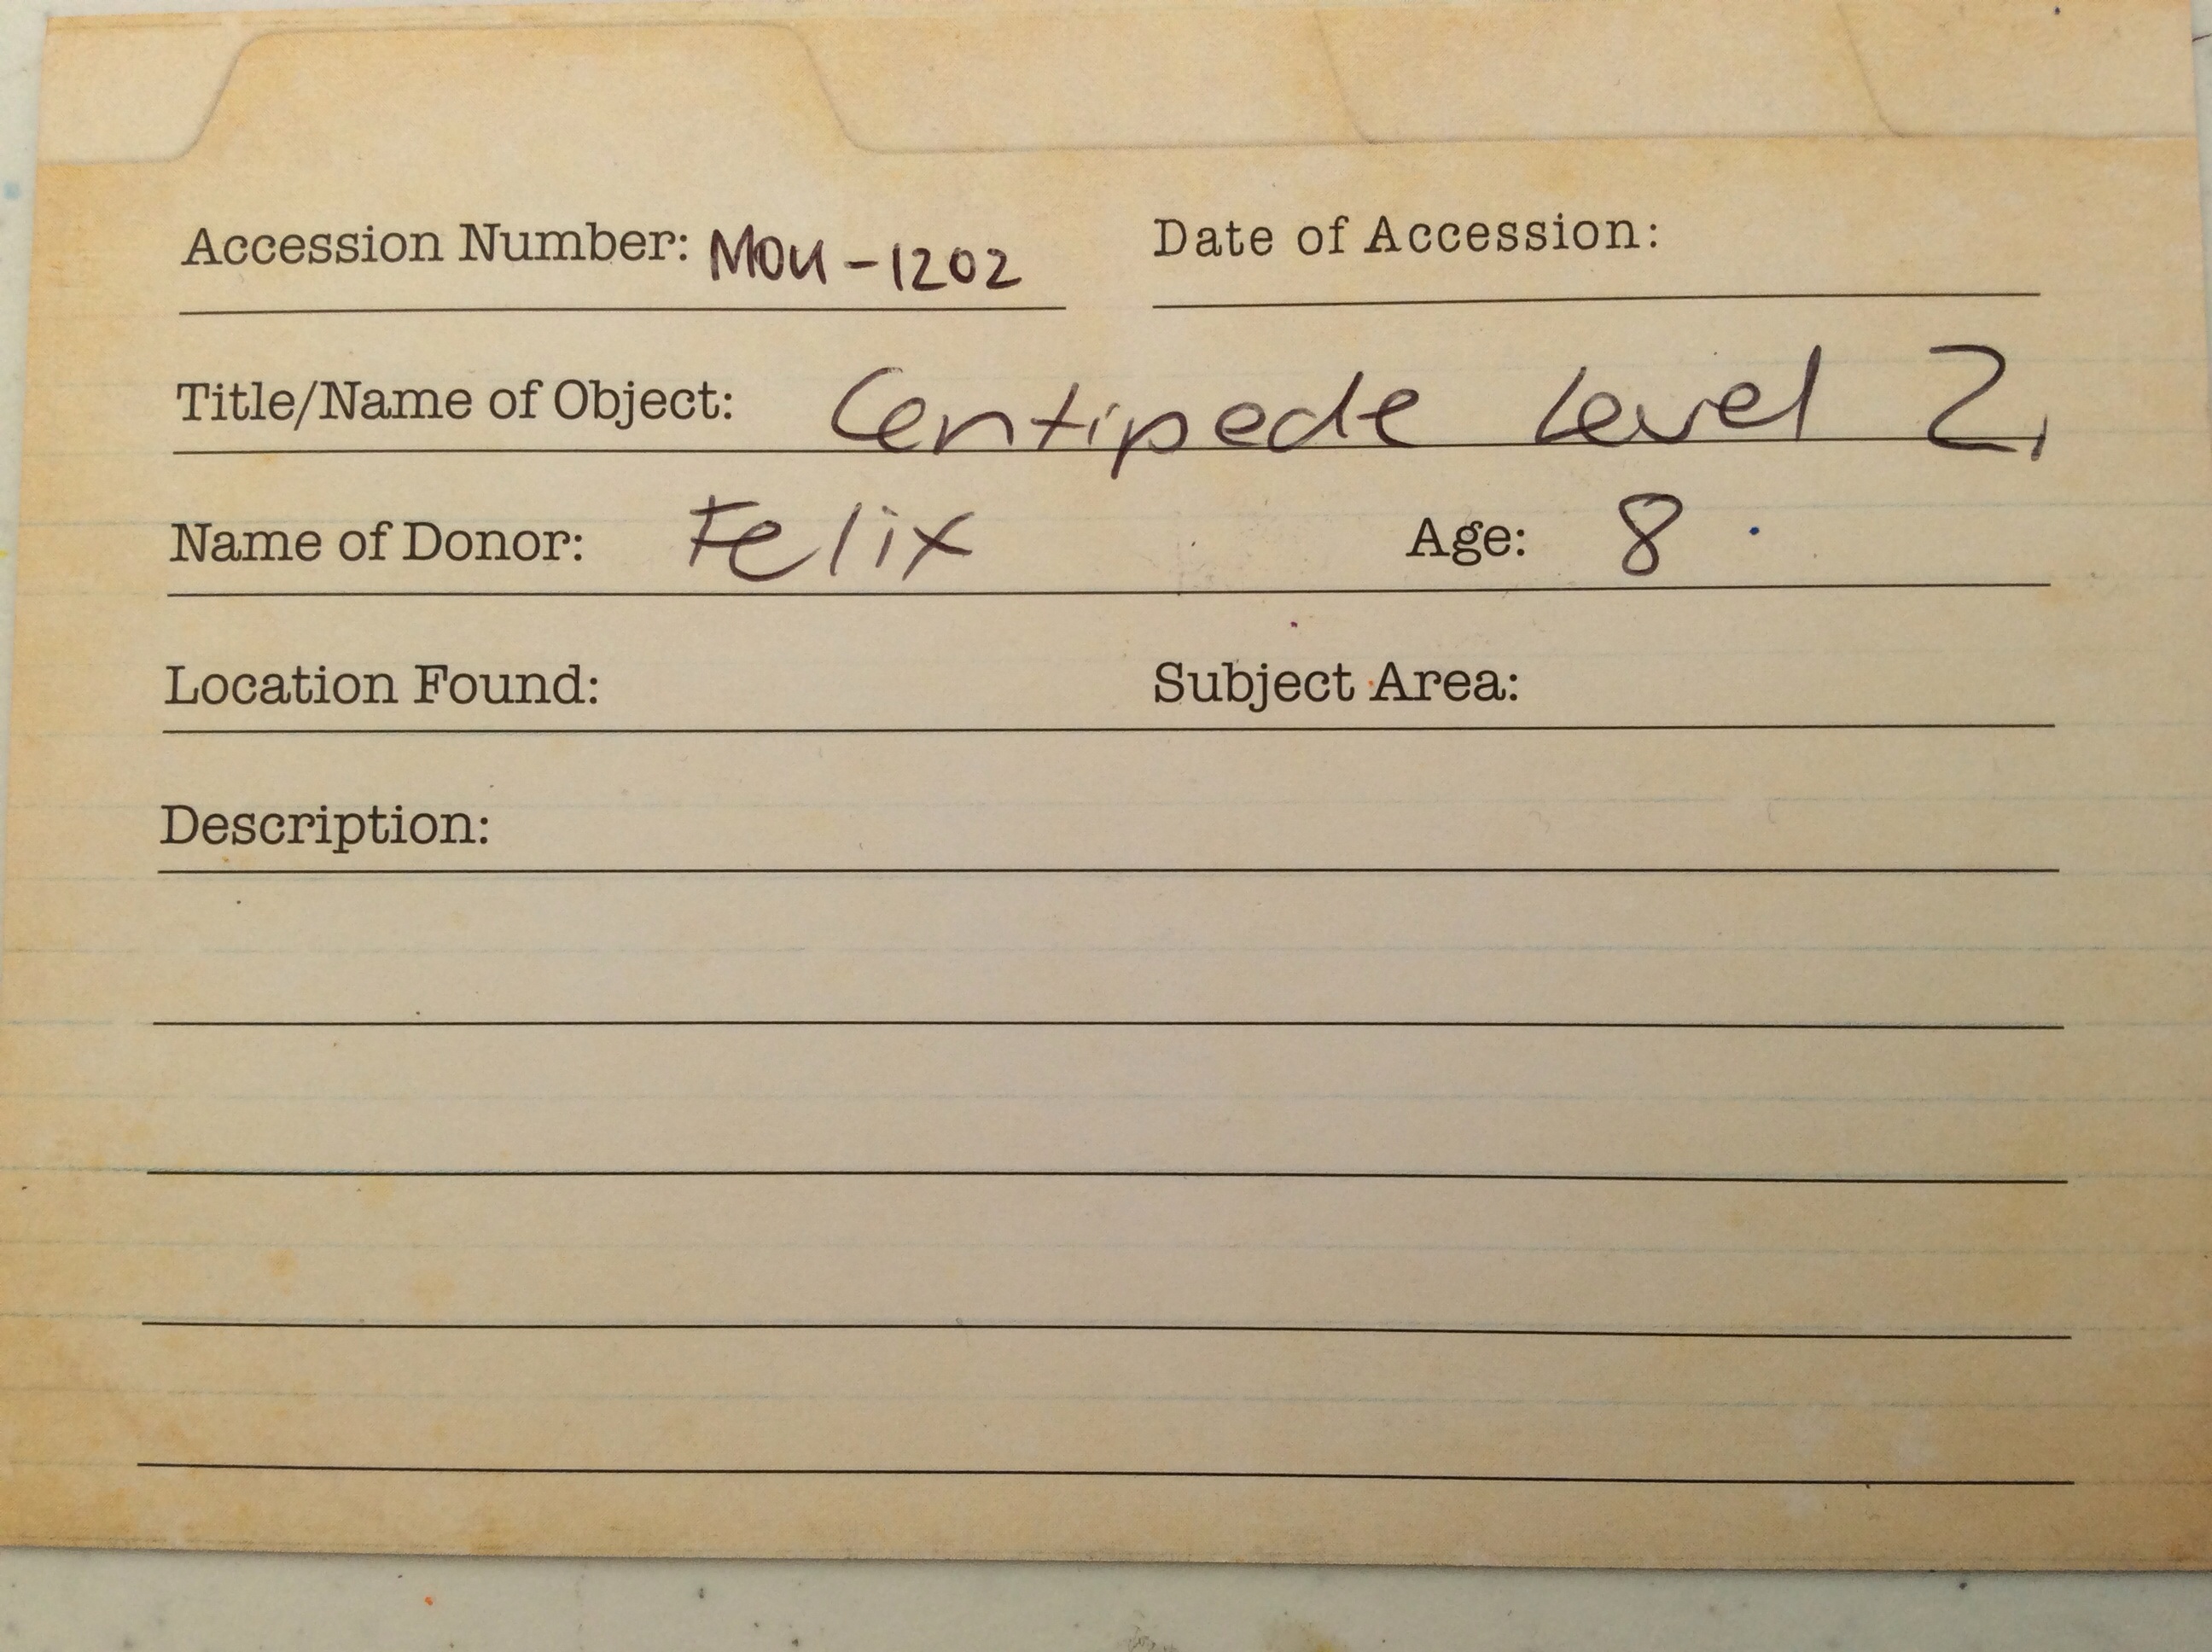 Accession Number: MOU-1202 Date of Accession:
Title/Name of Object: Centipede Level 2,
Name of Donor: Felix Age: 8
Location Found: Subject Area:
Description: